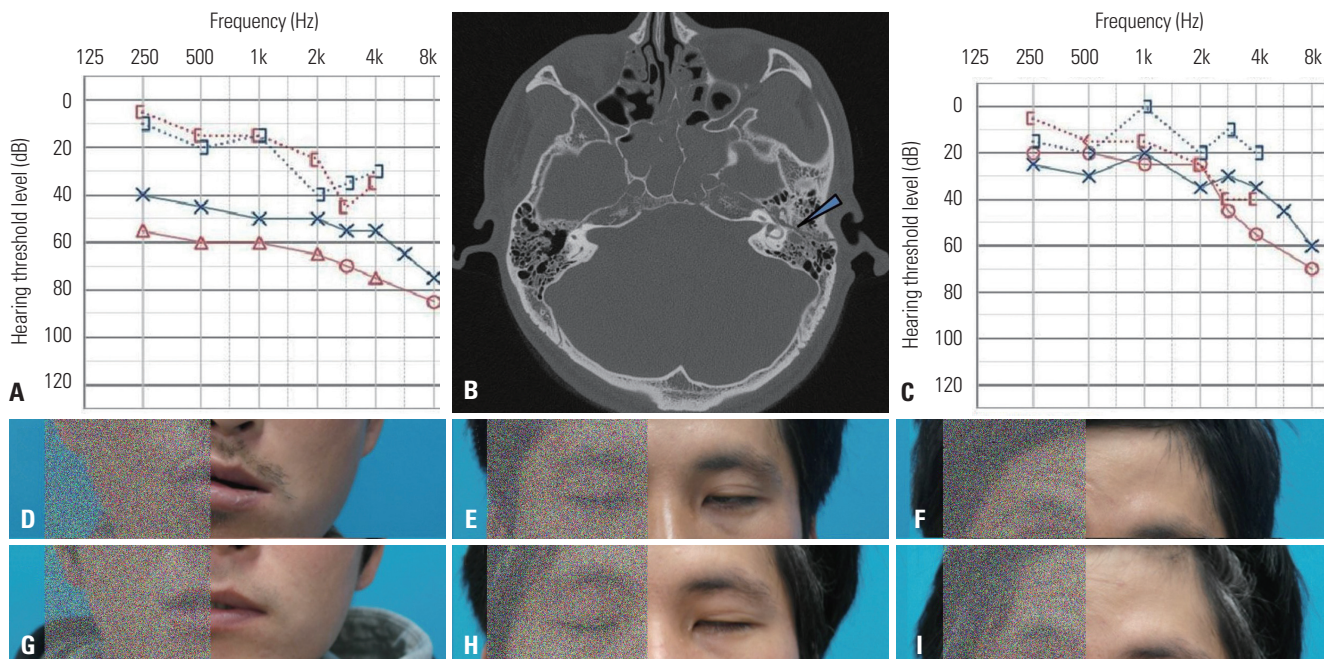 Frequency (Hz)
125 250 500 1k 2k 4k 8k
0
20
40
60
80
100
120
Hearing threshold level (dB)
A
B
Frequency (Hz)
125 250 500 1k 2k 4k 8k
0
20
40
60
80
100
120
Hearing threshold level (dB)
C
D
E
F
G
H
I